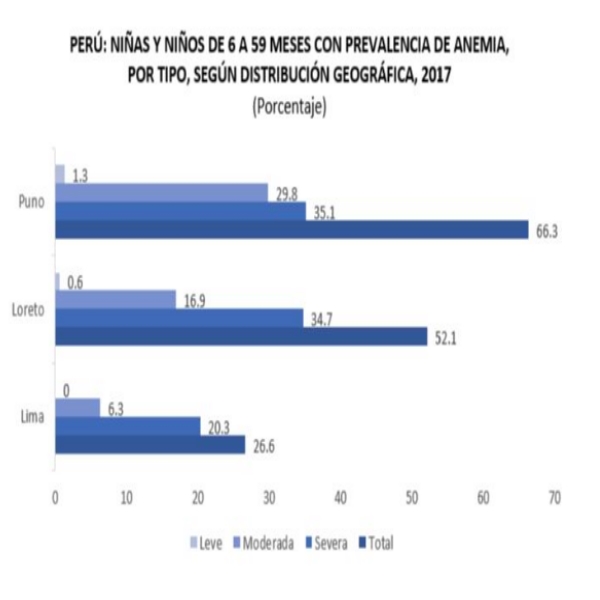 PERÚ: NIÑAS Y NIÑOS DE 6 A 59 MESES CON PREVALENCIA DE ANEMIA,
POR TIPO, SEGÚN DISTRIBUCIÓN GEOGRÁFICA, 2017
(Porcentaje)
1.3
Puno
29.8
35.1
66.3
0.6
Loreto
16.9
34.7
52.1
0
Lima
6.3
20.3
26.6
0 10 20 30 40 50 60 70
Leve Moderada Severa Total